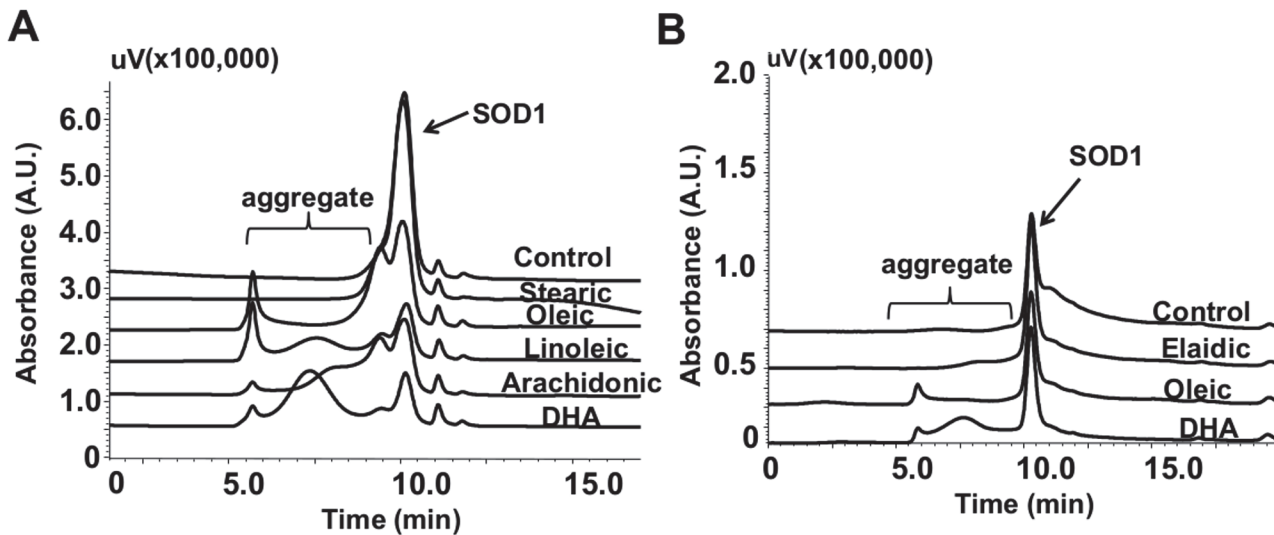 A
uV(x100,000)
Absorbance (A.U.)
6.0
5.0
4.0
3.0
2.0
1.0
0
aggregate
SOD1
Control
Stearic
Oleic
Linoleic
Arachidonic
DHA
0 5.0 10.0 15.0
Time (min)
B
uV(x100,000)
Absorbance (A.U.)
2.0
1.5
1.0
0.5
0
aggregate
SOD1
Control
Elaidic
Oleic
DHA
0 5.0 10.0 15.0
Time (min)